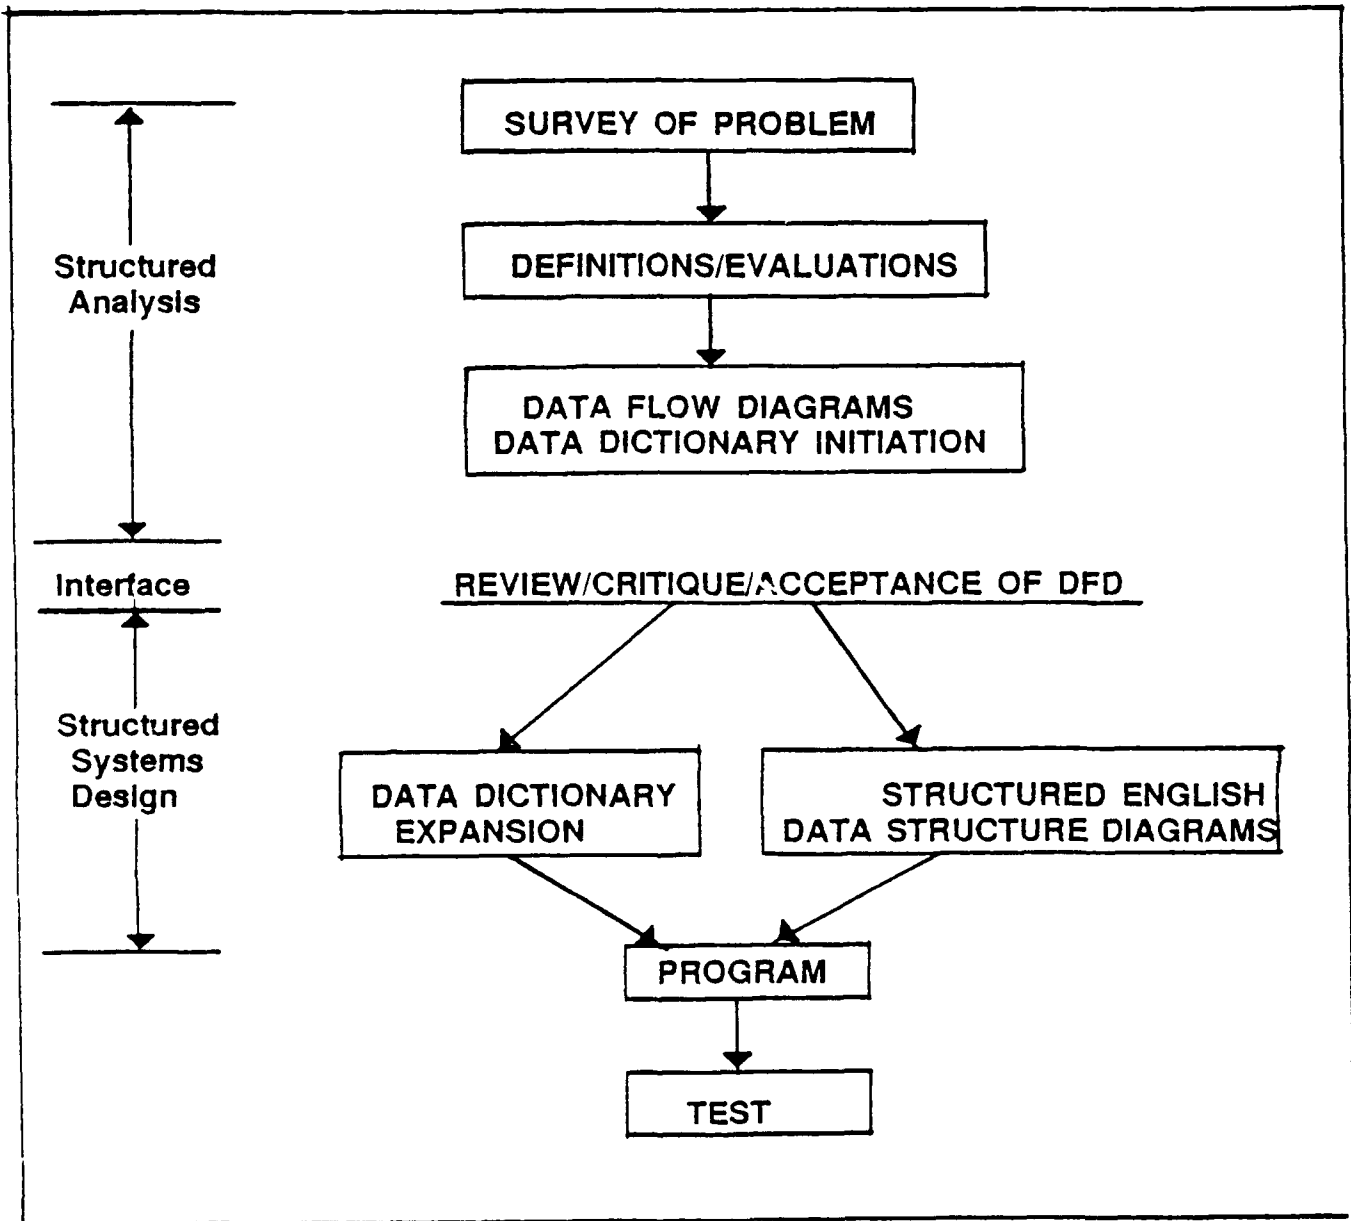 SURVEY OF PROBLEM
DEFINITIONS/EVALUATIONS
Structured
Analysis
DATA FLOW DIAGRAMS
DATA DICTIONARY INITIATION
Interface
REVIEW/CRITIQUE/ACCEPTANCE OF DFD
Structured
Systems
Design
DATA DICTIONARY
EXPANSION
STRUCTURED ENGLISH
DATA STRUCTURE DIAGRAMS
PROGRAM
TEST